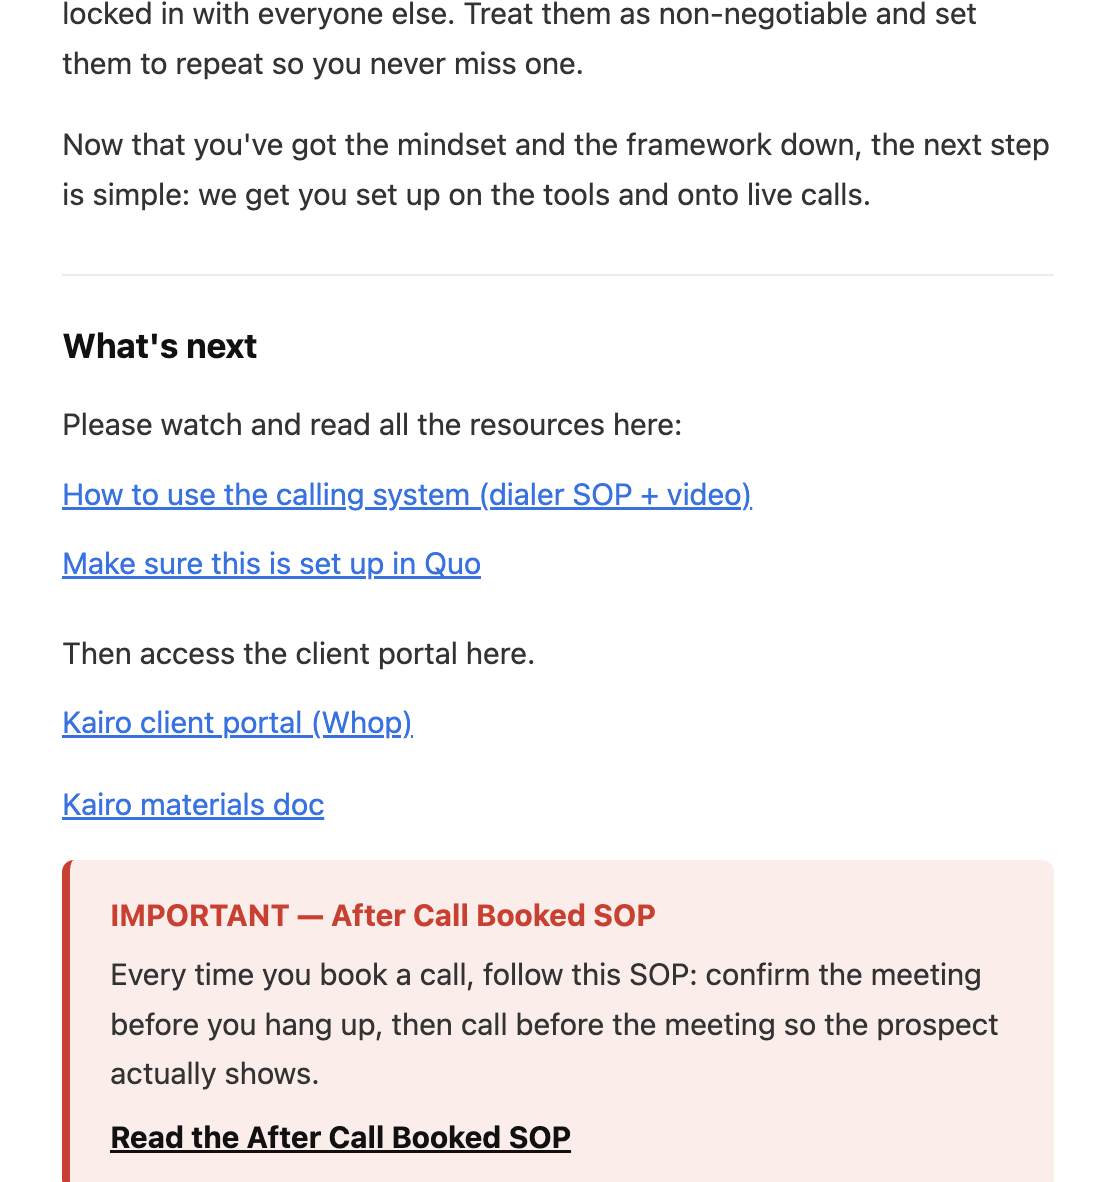 locked in with everyone else. Treat them as non-negotiable and set
them to repeat so you never miss one.
Now that you've got the mindset and the framework down, the next step
is simple: we get you set up on the tools and onto live calls.
What's next
Please watch and read all the resources here:
How to use the calling system (dialer SOP + video)
Make sure this is set up in Quo
Then access the client portal here.
Kairo client portal (Whop)
Kairo materials doc
IMPORTANT — After Call Booked SOP
Every time you book a call, follow this SOP: confirm the meeting
before you hang up, then call before the meeting so the prospect
actually shows.
Read the After Call Booked SOP